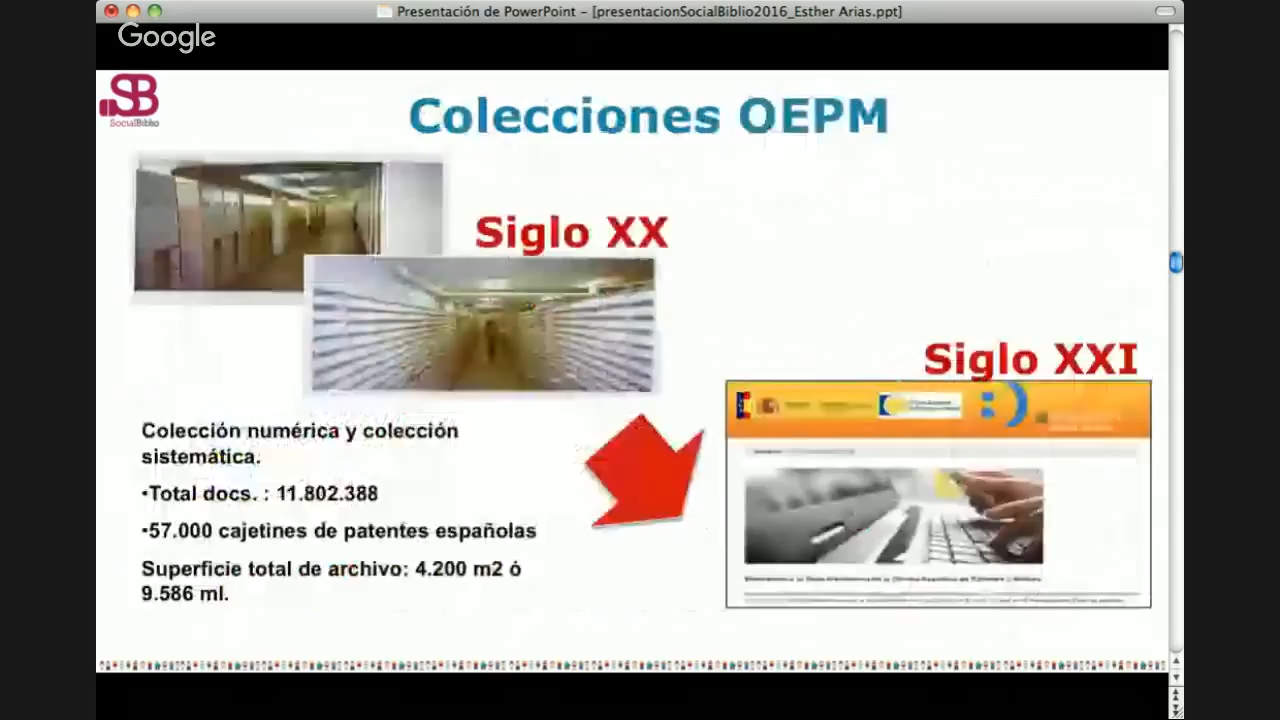 Presentación de PowerPoint – [presentacionSocialBiblio2016_Esther Arias.ppt]
Google
SB
SocialBiblio
Colecciones OEPM
Siglo XX
Siglo XXI
Colección numérica y colección
sistemática.
•Total docs. : 11.802.388
•57.000 cajetines de patentes españolas
Superficie total de archivo: 4.200 m2 ó
9.586 ml.